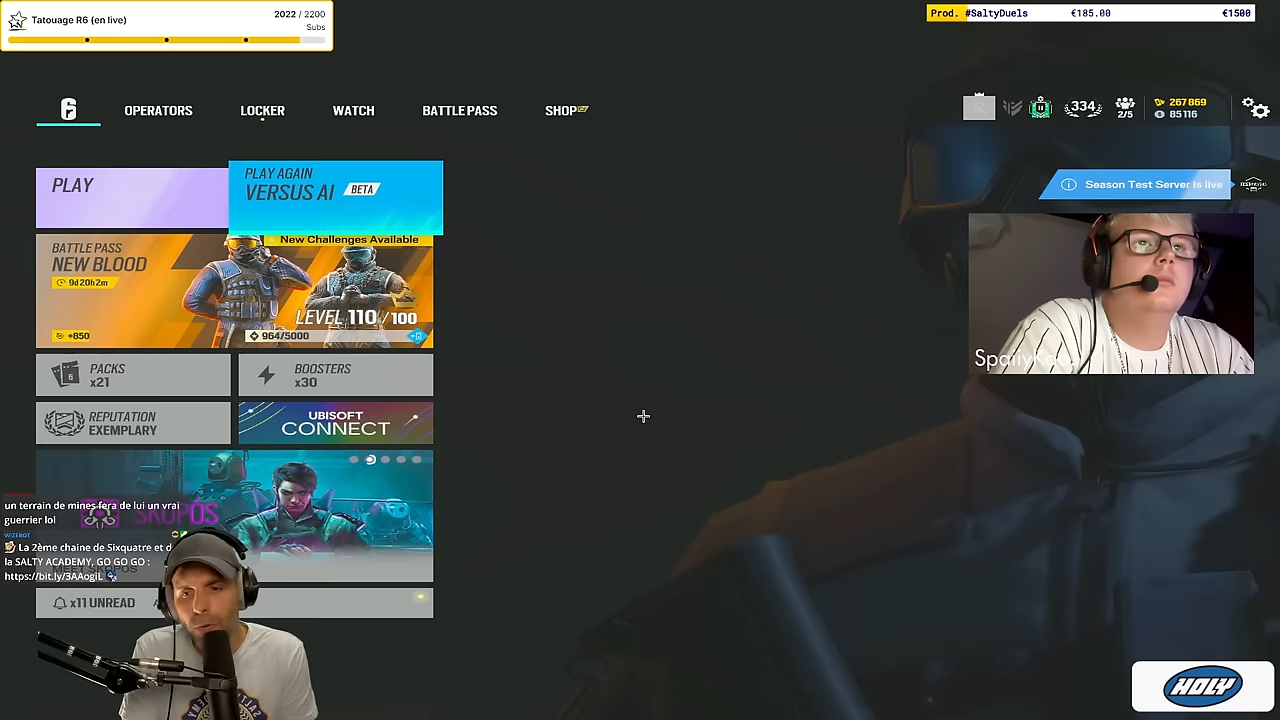 Tatouage R6 (en live)
2022 / 2200
Subs
Prod. #SaltyDuels €185.00 €1500
OPERATORS
LOCKER
WATCH
BATTLE PASS
SHOP
334
2/5
267 869
85 116
PLAY
PLAY AGAIN
VERSUS AI BETA
Season Test Server is live
New Challenges Available
BATTLE PASS
NEW BLOOD
9d20h2m
LEVEL 110 / 100
+850
964/5000
PACKS
x21
BOOSTERS
x30
REPUTATION
EXEMPLARY
UBISOFT
CONNECT
SKOPÓS
un terrain de mines fera de lui un vrai
guerrier lol
WIZEBOT
La 2ème chaine de Sixquatre et d
la SALTY ACADEMY, GO GO GO :
https://bit.ly/3AAogiL
x11 UNREAD
HOLY